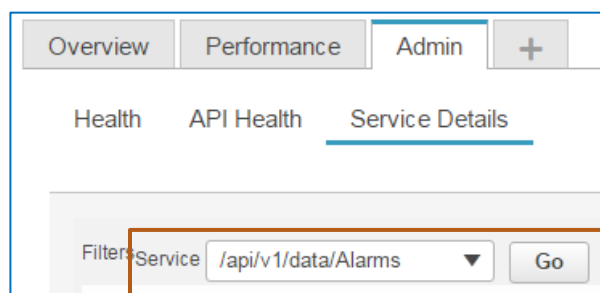 Overview Performance Admin +
Health API Health Service Details
Filters Service /api/v1/data/Alarms Go